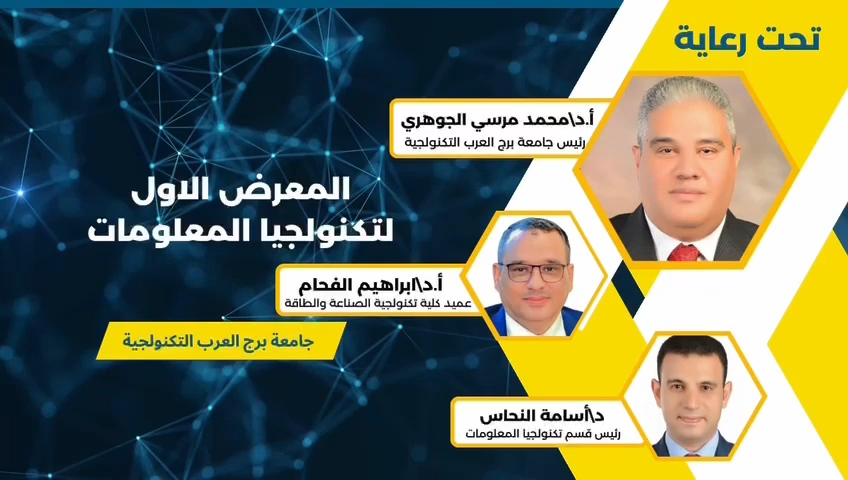 تحت رعاية
أ.د\محمد مرسي الجوهري
رئيس جامعة برج العرب التكنولجية
المعرض الاول
لتكنولجيا المعلومات
أ.د\ابراهيم الفحام
عميد كلية تكنولجية الصناعة والطاقة
جامعة برج العرب التكنولجية
د\أسامة النحاس
رئيس قسم تكنولجيا المعلومات